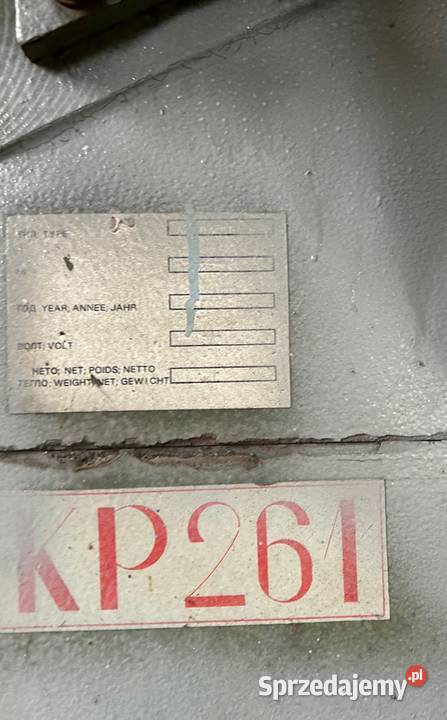 ТИП TYPE
№
ГОД YEAR; ANNEE; JAHR
ВОЛТ; VOLT
НЕТО; NET; POIDS; NETTO
ТЕГЛО; WEIGHT; NET; GEWICHT
KP261
Sprzedajemy.pl